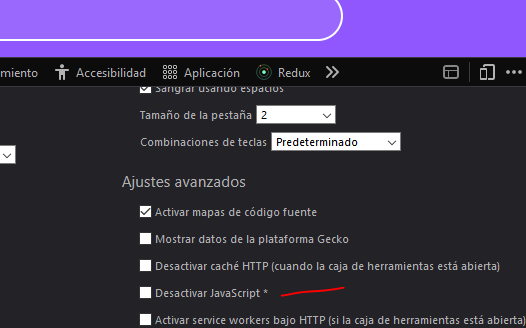 miento Accesibilidad Aplicación Redux
Sangrar usando espacios
Tamaño de la pestaña 2
Combinaciones de teclas Predeterminado
Ajustes avanzados
Activar mapas de código fuente
Mostrar datos de la plataforma Gecko
Desactivar caché HTTP (cuando la caja de herramientas está abierta)
Desactivar JavaScript *
Activar service workers bajo HTTP (si la caja de herramientas está abierta)